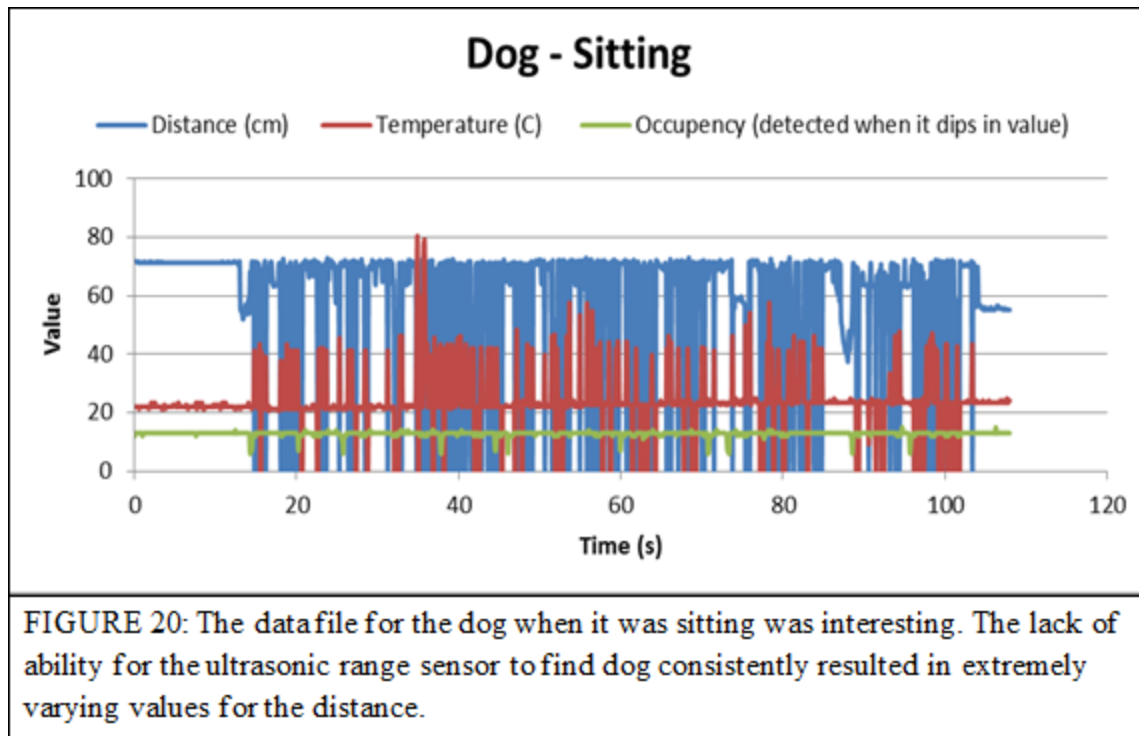 Dog - Sitting
Distance (cm) Temperature (C) Occupency (detected when it dips in value)
100
80
60
40
20
0
Value
0 20 40 60 80 100 120
Time (s)
FIGURE 20: The data file for the dog when it was sitting was interesting. The lack of
ability for the ultrasonic range sensor to find dog consistently resulted in extremely
varying values for the distance.